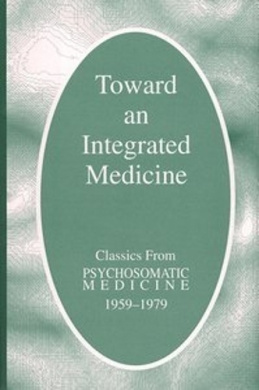 Toward
an
Integrated
Medicine
Classics From
PSYCHOSOMATIC
MEDICINE
1959–1979